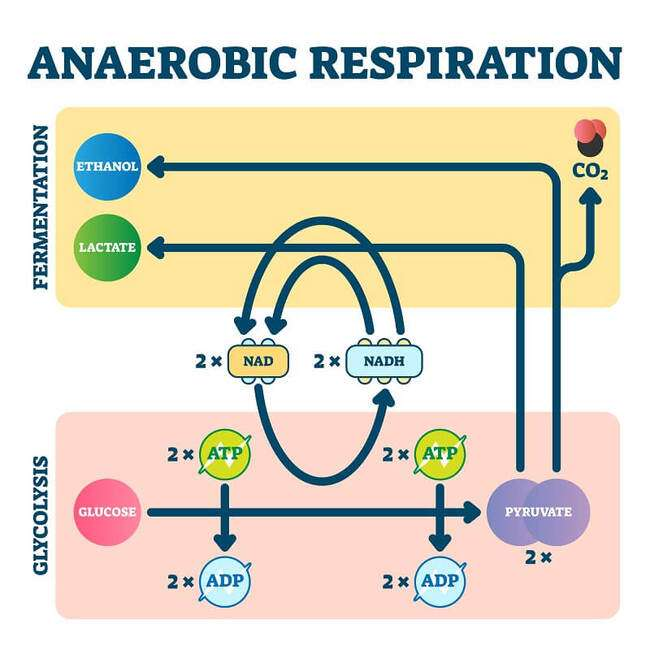 ANAEROBIC RESPIRATION
FERMENTATION
ETHANOL
CO₂
LACTATE
2 × NAD
2 × NADH
GLYCOLYSIS
2 × ATP
2 × ATP
GLUCOSE
PYRUVATE
2 ×
2 × ADP
2 × ADP